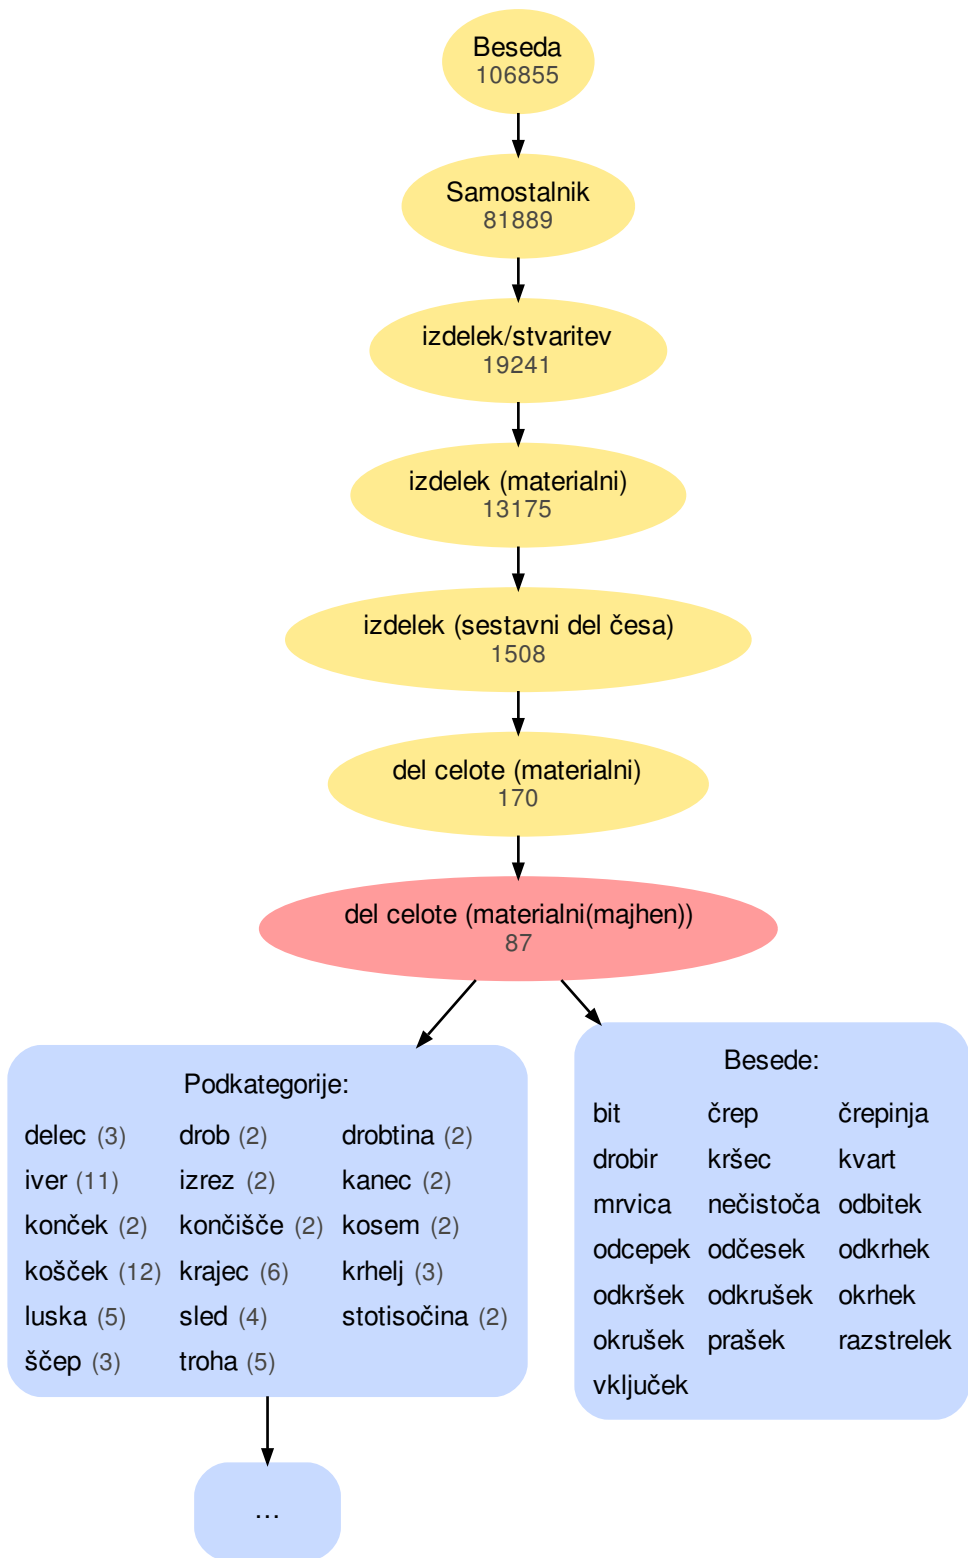 Beseda
106855
Samostalnik
81889
izdelek/stvaritev
19241
izdelek (materialni)
13175
izdelek (sestavni del česa)
1508
del celote (materialni)
170
del celote (materialni(majhen))
87
Podkategorije:
delec (3) drob (2) drobtina (2)
iver (11) izrez (2) kanec (2)
konček (2) končišče (2) kosem (2)
košček (12) krajec (6) krhelj (3)
luska (5) sled (4) stotisočina (2)
ščep (3) troha (5)
...
Besede:
bit črep črepinja
drobir kršec kvart
mrvica nečistoča odbitek
odcepek odčesek odkrhek
odkršek odkrušek okrhek
okrušek prašek razstrelek
vključek